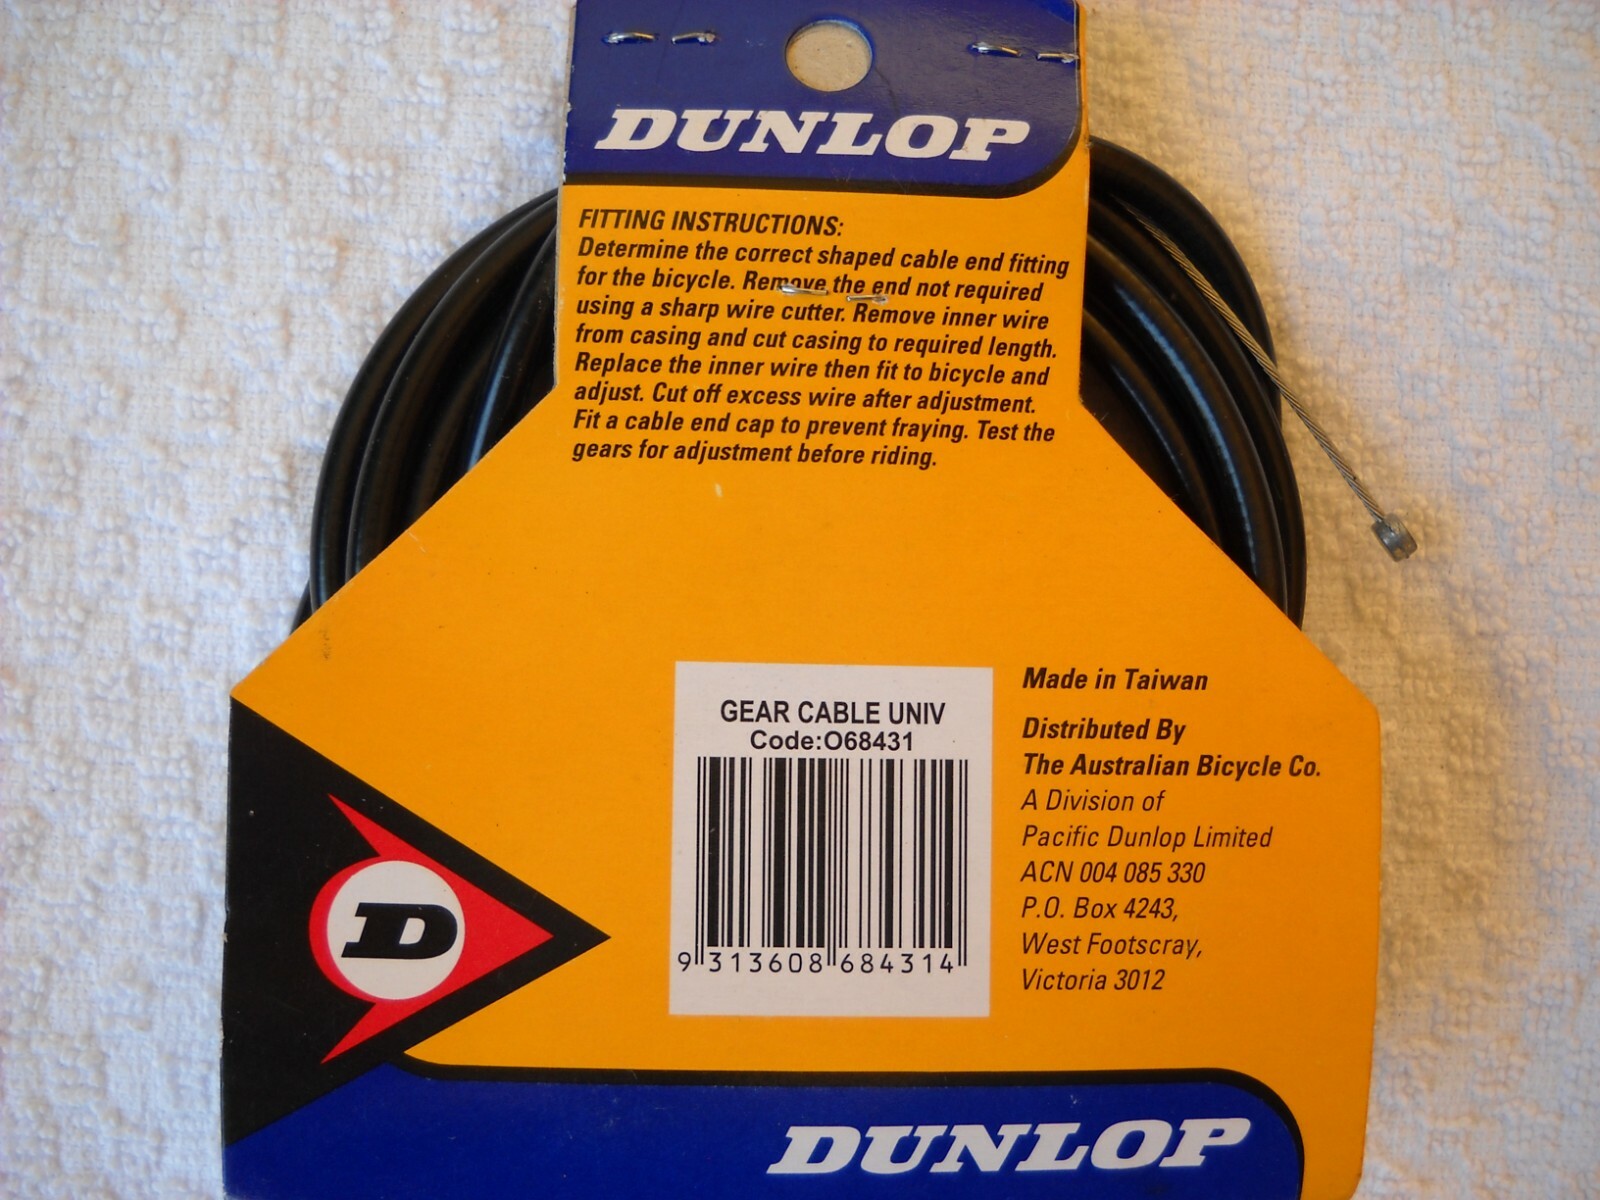 DUNLOP
FITTING INSTRUCTIONS:
Determine the correct shaped cable end fitting
for the bicycle. Remove the end not required
using a sharp wire cutter. Remove inner wire
from casing and cut casing to required length.
Replace the inner wire then fit to bicycle and
adjust. Cut off excess wire after adjustment.
Fit a cable end cap to prevent fraying. Test the
gears for adjustment before riding.
GEAR CABLE UNIV
Code:O68431
9 313608 684314
Made in Taiwan
Distributed By
The Australian Bicycle Co.
A Division of
Pacific Dunlop Limited
ACN 004 085 330
P.O. Box 4243,
West Footscray,
Victoria 3012
D
DUNLOP